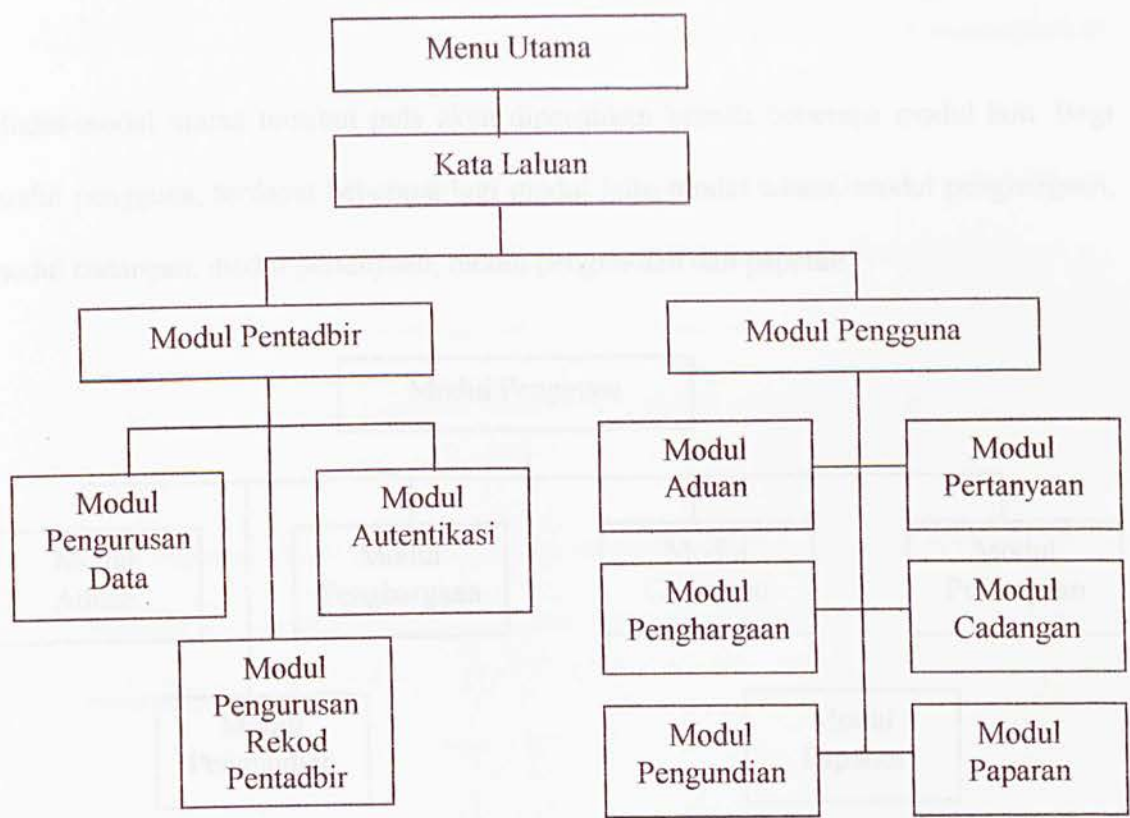 Menu Utama
Kata Laluan
Modul Pentadbir
Modul Pengguna
Modul
Pengurusan
Data
Modul
Autentikasi
Modul
Pengurusan
Rekod
Pentadbir
Modul
Aduan
Modul
Pertanyaan
Modul
Penghargaan
Modul
Cadangan
Modul
Pengundian
Modul
Paparan